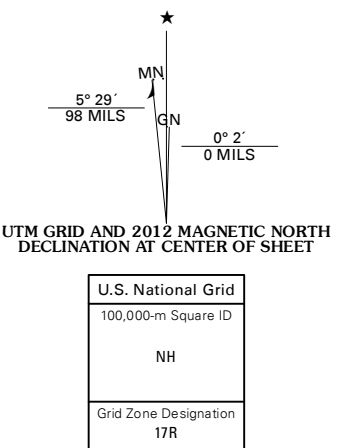 ★
MN
5° 29´
98 MILS
GN
0° 2´
0 MILS
UTM GRID AND 2012 MAGNETIC NORTH
DECLINATION AT CENTER OF SHEET
U.S. National Grid
100,000-m Square ID
NH
Grid Zone Designation
17R